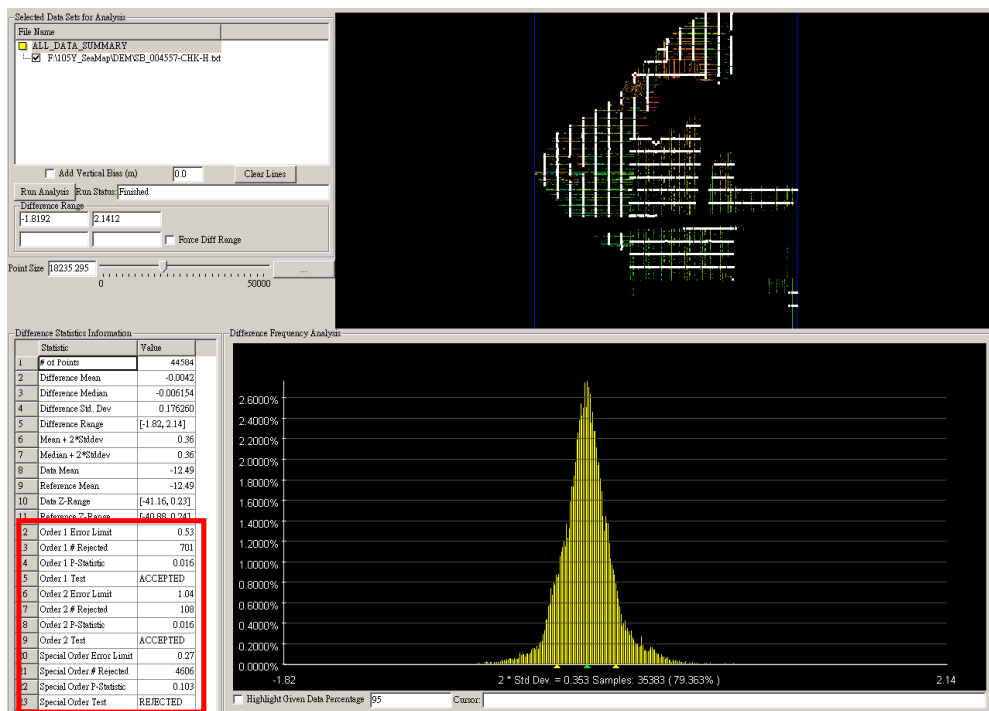 Selected Data Sets for Analysis
File Name
ALL_DATA_SUMMARY
F:\105Y_SeaMap\DEM\SB_004557-CHK-H.txt
Add Vertical Bias (m) 0.0 Clear Lines
Run Analysis Run Status: Finished
Difference Range
-1.8192 2.1412
Force Diff Range
Point Size 18235.295 ...
0 50000
Difference Statistics Information
Statistic Value
1 # of Points 44584
2 Difference Mean -0.0042
3 Difference Median -0.006154
4 Difference Std. Dev 0.176260
5 Difference Range [-1.82, 2.14]
6 Mean + 2*Stddev 0.36
7 Median + 2*Stddev 0.36
8 Data Mean -12.49
9 Reference Mean -12.49
10 Data Z-Range [-41.16, 0.23]
11 Reference Z-Range [-40.88, 0.24]
2 Order 1 Error Limit 0.53
3 Order 1 # Rejected 701
4 Order 1 P-Statistic 0.016
5 Order 1 Test ACCEPTED
6 Order 2 Error Limit 1.04
7 Order 2 # Rejected 108
8 Order 2 P-Statistic 0.016
9 Order 2 Test ACCEPTED
20 Special Order Error Limit 0.27
21 Special Order # Rejected 4606
22 Special Order P-Statistic 0.103
23 Special Order Test REJECTED
Difference Frequency Analysis
2.6000%
2.4000%
2.2000%
2.0000%
1.8000%
1.6000%
1.4000%
1.2000%
1.0000%
0.8000%
0.6000%
0.4000%
0.2000%
0.0000%
-1.82 2 * Std Dev. = 0.353 Samples: 35383 ( 79.363% ) 2.14
Highlight Given Data Percentage 95 Cursor: